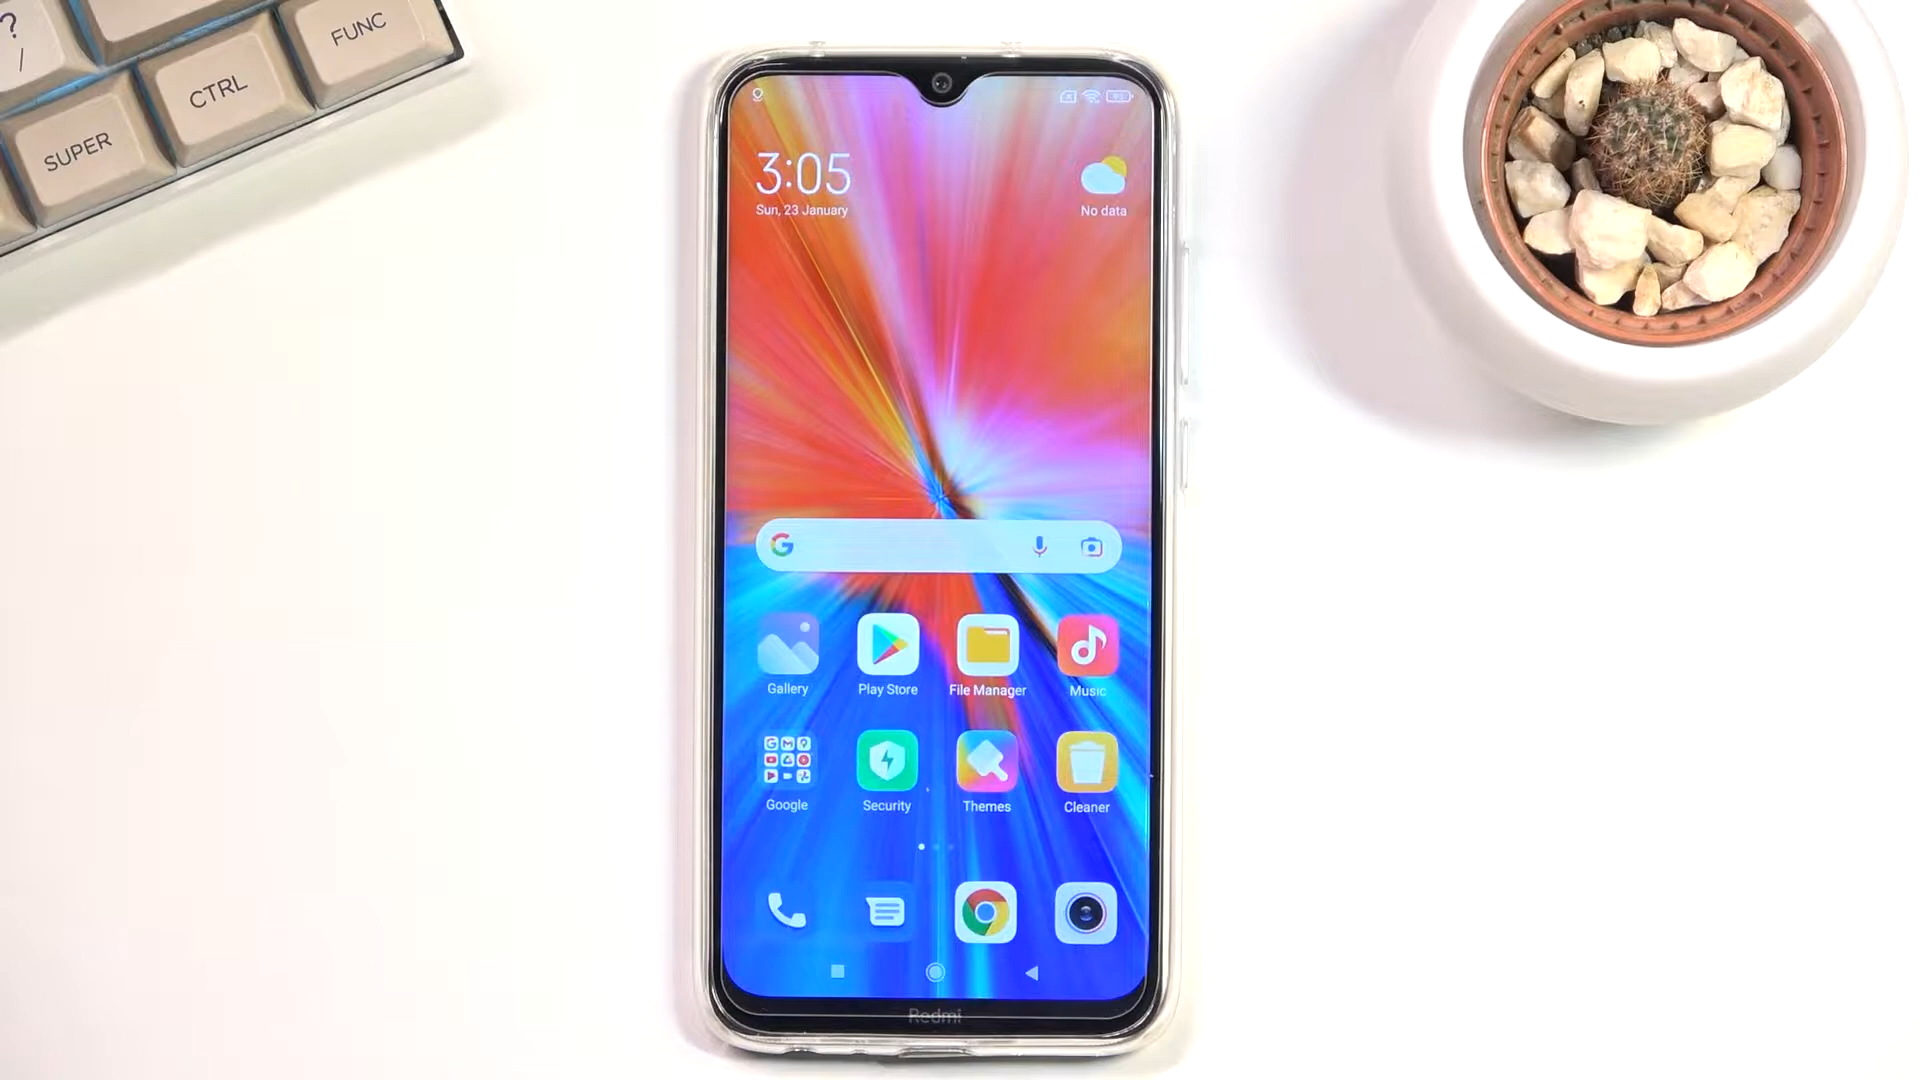 ?
/
FUNC
CTRL
SUPER
3:05
Sun, 23 January
No data
Gallery
Play Store
File Manager
Music
Google
Security
Themes
Cleaner
Redmi